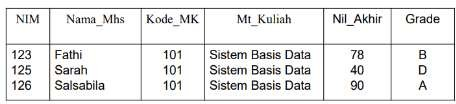 NIM Nama_Mhs Kode_MK Mt_Kuliah Nil_Akhir Grade
123 Fathi 101 Sistem Basis Data 78 B
125 Sarah 101 Sistem Basis Data 40 D
126 Salsabila 101 Sistem Basis Data 90 A